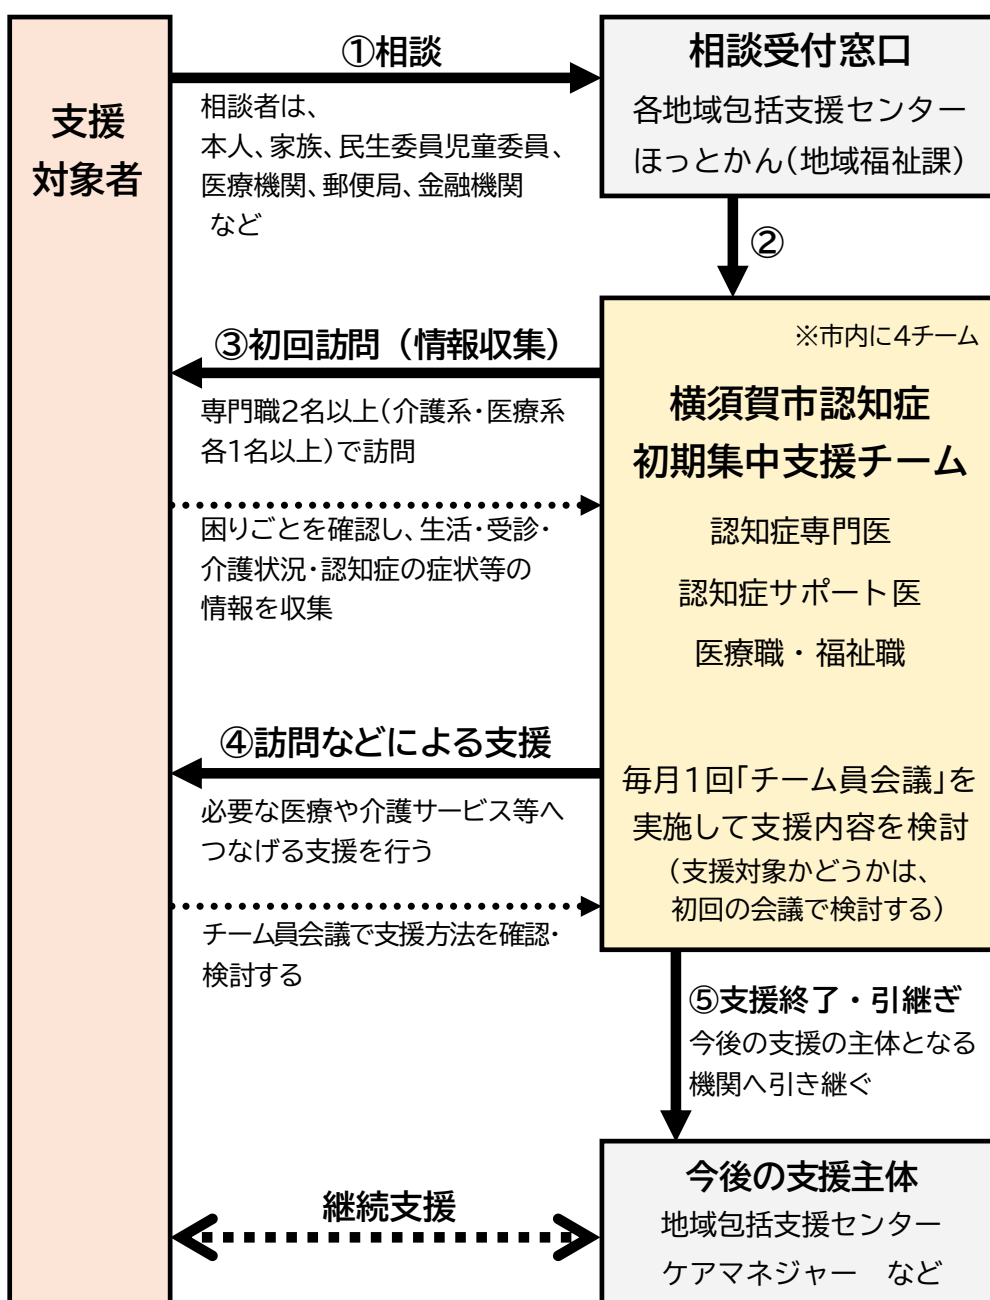 支援
対象者
①相談
相談者は、
本人、家族、民生委員児童委員、
医療機関、郵便局、金融機関
など
相談受付窓口
各地域包括支援センター
ほっとかん(地域福祉課)
②
③初回訪問（情報収集）
専門職2名以上(介護系・医療系
各1名以上)で訪問
困りごとを確認し、生活・受診・
介護状況・認知症の症状等の
情報を収集
※市内に4チーム
横須賀市認知症
初期集中支援チーム
認知症専門医
認知症サポート医
医療職・福祉職
毎月1回「チーム員会議」を
実施して支援内容を検討
(支援対象かどうかは、
初回の会議で検討する)
④訪問などによる支援
必要な医療や介護サービス等へ
つなげる支援を行う
チーム員会議で支援方法を確認・
検討する
⑤支援終了・引継ぎ
今後の支援の主体となる
機関へ引き継ぐ
継続支援
今後の支援主体
地域包括支援センター
ケアマネジャー　など